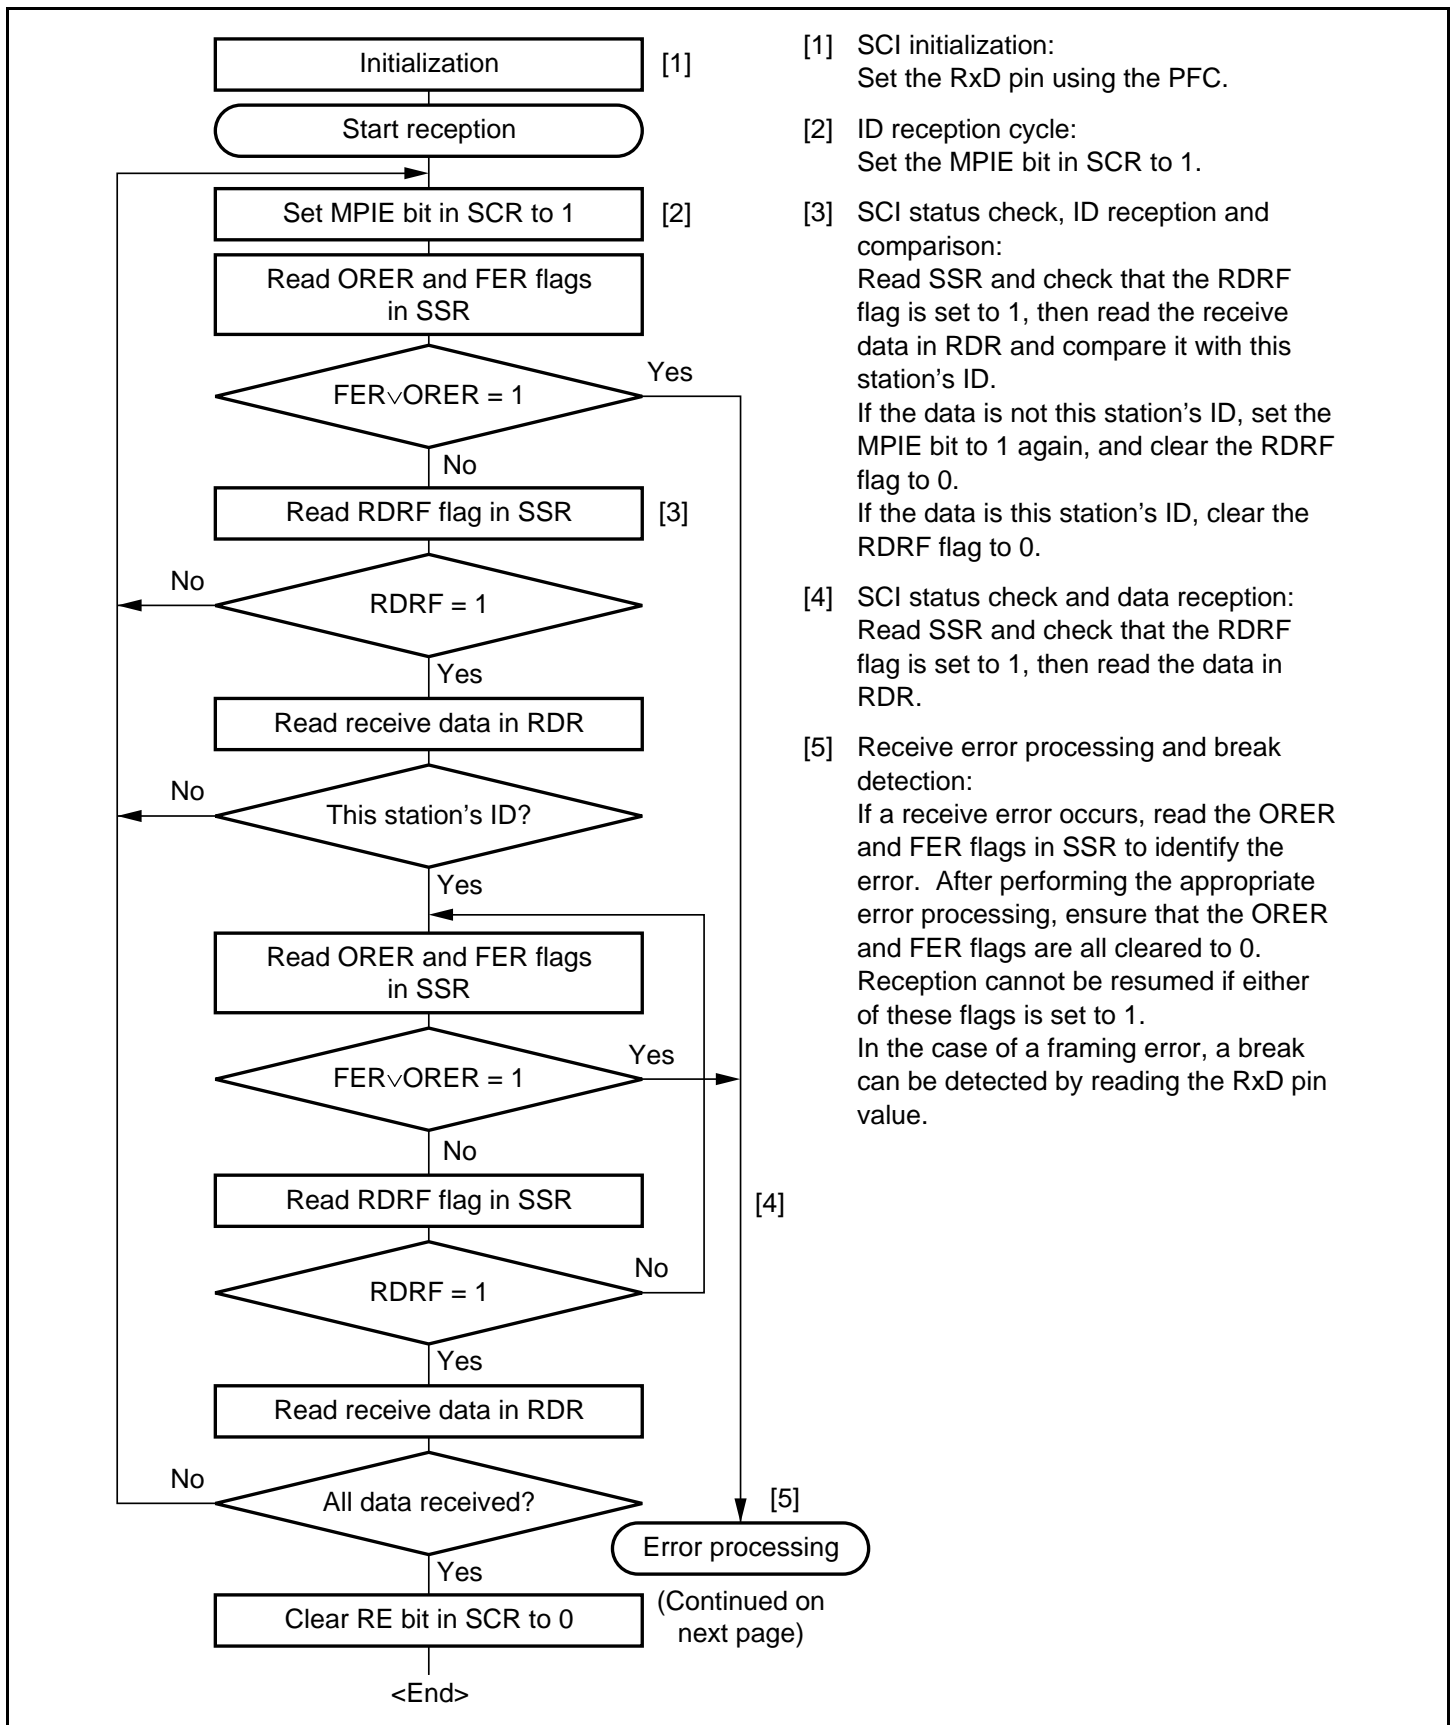 Initialization
[1]
Start reception
Set MPIE bit in SCR to 1
[2]
Read ORER and FER flags
in SSR
FER∨ORER = 1
Yes
No
Read RDRF flag in SSR
[3]
No
RDRF = 1
Yes
Read receive data in RDR
No
This station's ID?
Yes
Read ORER and FER flags
in SSR
FER∨ORER = 1
Yes
No
Read RDRF flag in SSR
[4]
No
RDRF = 1
Yes
Read receive data in RDR
No
All data received?
[5]
Error processing
Yes
(Continued on
next page)
Clear RE bit in SCR to 0
<End>
[1] SCI initialization:
Set the RxD pin using the PFC.
[2] ID reception cycle:
Set the MPIE bit in SCR to 1.
[3] SCI status check, ID reception and
comparison:
Read SSR and check that the RDRF
flag is set to 1, then read the receive
data in RDR and compare it with this
station's ID.
If the data is not this station's ID, set the
MPIE bit to 1 again, and clear the RDRF
flag to 0.
If the data is this station's ID, clear the
RDRF flag to 0.
[4] SCI status check and data reception:
Read SSR and check that the RDRF
flag is set to 1, then read the data in
RDR.
[5] Receive error processing and break
detection:
If a receive error occurs, read the ORER
and FER flags in SSR to identify the
error. After performing the appropriate
error processing, ensure that the ORER
and FER flags are all cleared to 0.
Reception cannot be resumed if either
of these flags is set to 1.
In the case of a framing error, a break
can be detected by reading the RxD pin
value.